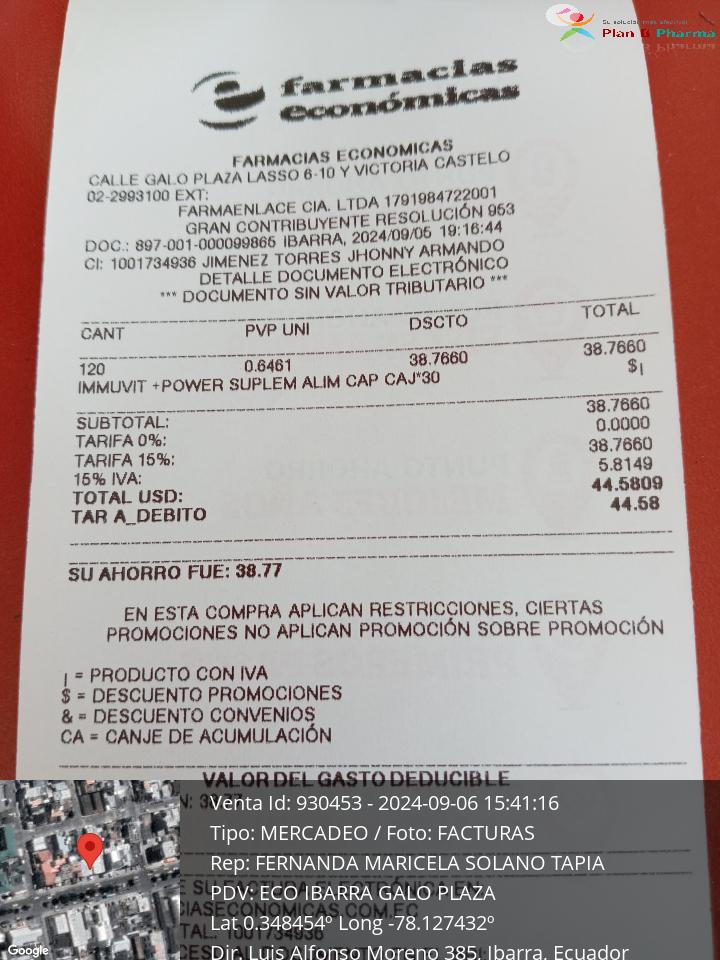 Su solución más efectiva!
Plan B Pharma
farmacias
económicas
FARMACIAS ECONOMICAS
CALLE GALO PLAZA LASSO 6-10 Y VICTORIA CASTELO
02-2993100 EXT:
FARMAENLACE CIA. LTDA 1791984722001
GRAN CONTRIBUYENTE RESOLUCIÓN 953
DOC.: 897-001-000099865 IBARRA, 2024/09/05 19:16:44
CI: 1001734936 JIMENEZ TORRES JHONNY ARMANDO
DETALLE DOCUMENTO ELECTRÓNICO
*** DOCUMENTO SIN VALOR TRIBUTARIO ***
CANT PVP UNI DSCTO TOTAL
120 0.6461 38.7660 38.7660
IMMUVIT +POWER SUPLEM ALIM CAP CAJ*30 $¡
SUBTOTAL: 38.7660
TARIFA 0%: 0.0000
TARIFA 15%: 38.7660
15% IVA: 5.8149
TOTAL USD: 44.5809
TAR A_DEBITO 44.58
SU AHORRO FUE: 38.77
EN ESTA COMPRA APLICAN RESTRICCIONES, CIERTAS
PROMOCIONES NO APLICAN PROMOCIÓN SOBRE PROMOCIÓN
¡ = PRODUCTO CON IVA
$ = DESCUENTO PROMOCIONES
& = DESCUENTO CONVENIOS
CA = CANJE DE ACUMULACIÓN
VALOR DEL GASTO DEDUCIBLE
Venta Id: 930453 - 2024-09-06 15:41:16
Tipo: MERCADEO / Foto: FACTURAS
Rep: FERNANDA MARICELA SOLANO TAPIA
PDV: ECO IBARRA GALO PLAZA
Lat 0.348454º Long -78.127432º
Dir. Luis Alfonso Moreno 385, Ibarra, Ecuador
Google